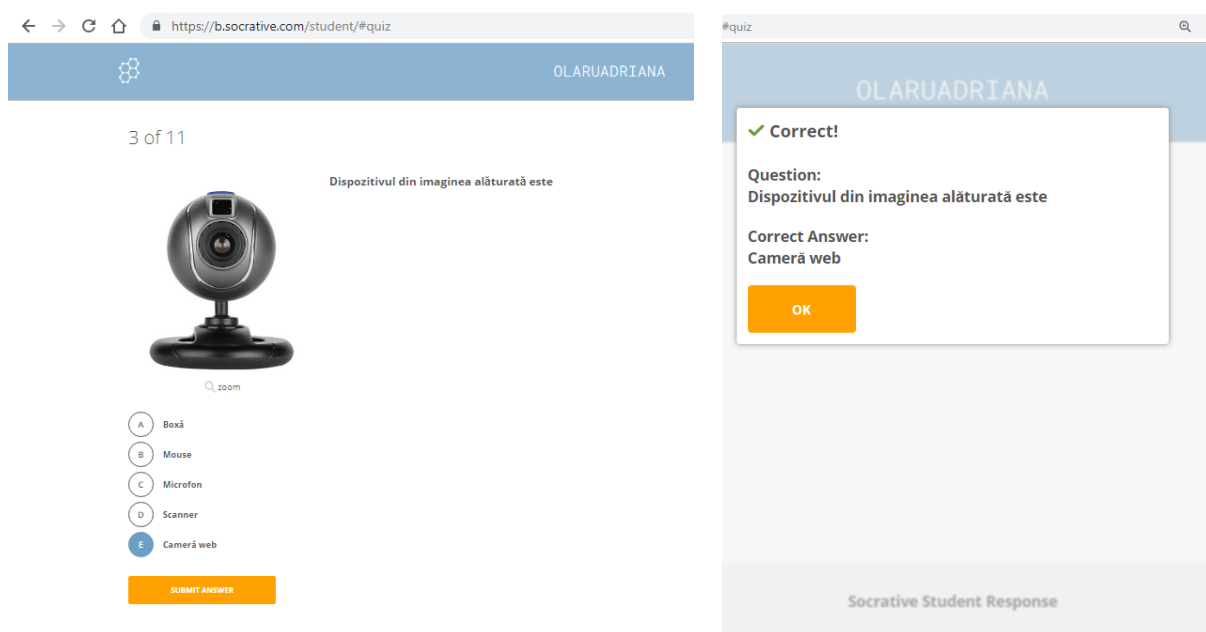 https://b.socrative.com/student/#quiz
OLARUADRIANA
3 of 11
Dispozitivul din imaginea alăturată este
zoom
A Boxă
B Mouse
C Microfon
D Scanner
E Cameră web
SUBMIT ANSWER
#quiz
OLARUADRIANA
Correct!
Question:
Dispozitivul din imaginea alăturată este
Correct Answer:
Cameră web
OK
Socrative Student Response